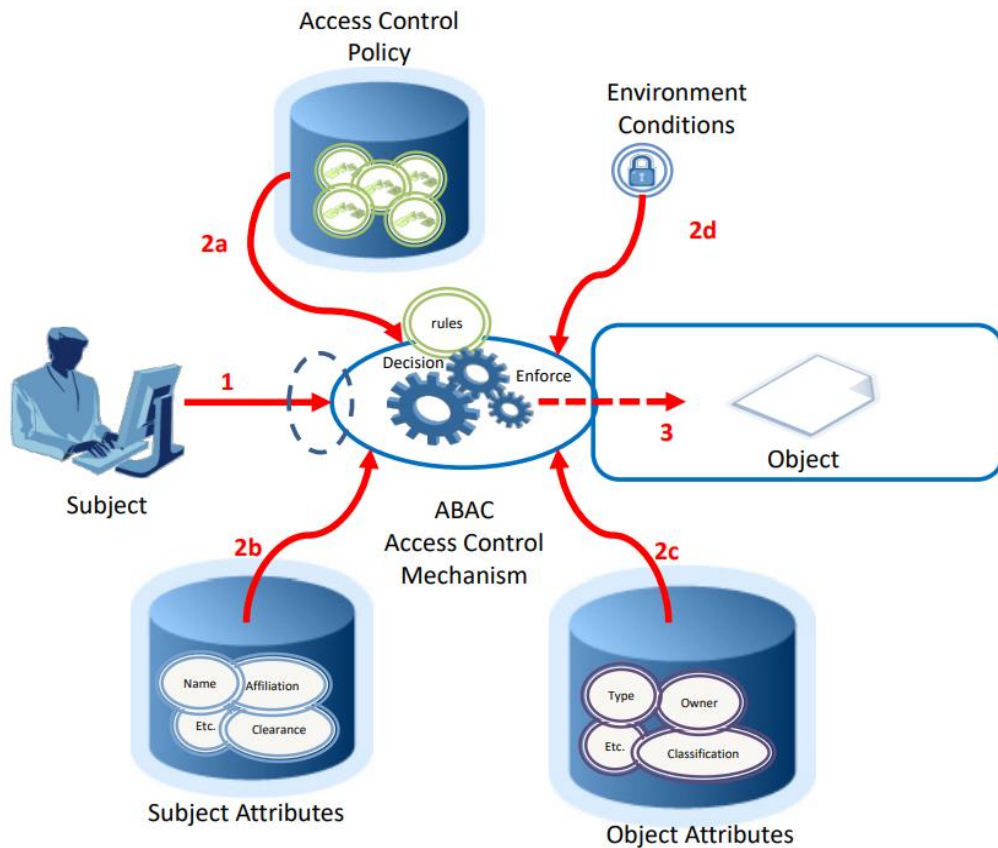 Access Control
Policy
Environment
Conditions
2a
2d
rules
Decision
Enforce
1
3
Object
Subject
ABAC
Access Control
Mechanism
2b
2c
Name
Affiliation
Etc.
Clearance
Type
Owner
Etc.
Classification
Subject Attributes
Object Attributes